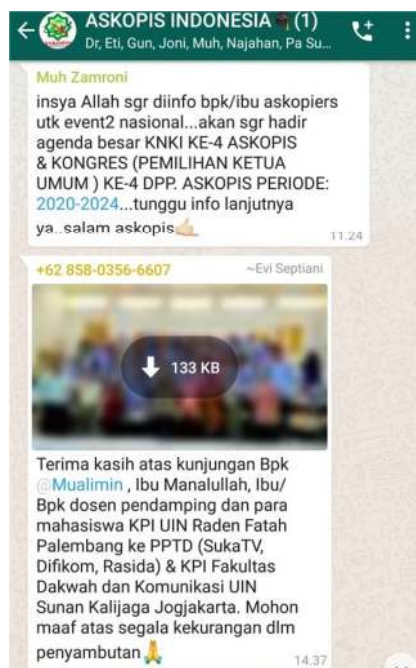 ASKOPIS INDONESIA (1)
Dr, Eti, Gun, Joni, Muh, Najahan, Pa Su...
Muh Zamroni
insya Allah sgr diinfo bpk/ibu askopiers
utk event2 nasional...akan sgr hadir
agenda besar KNKI KE-4 ASKOPIS
& KONGRES (PEMILIHAN KETUA
UMUM ) KE-4 DPP. ASKOPIS PERIODE:
2020-2024...tunggu info lanjutnya
ya..salam askopis
11.24
+62 858-0356-6607 ~Evi Septiani
133 KB
Terima kasih atas kunjungan Bpk
@Mualimin , Ibu Manalullah, Ibu/
Bpk dosen pendamping dan para
mahasiswa KPI UIN Raden Fatah
Palembang ke PPTD (SukaTV,
Difikom, Rasida) & KPI Fakultas
Dakwah dan Komunikasi UIN
Sunan Kalijaga Jogjakarta. Mohon
maaf atas segala kekurangan dlm
penyambutan🙏
14.37